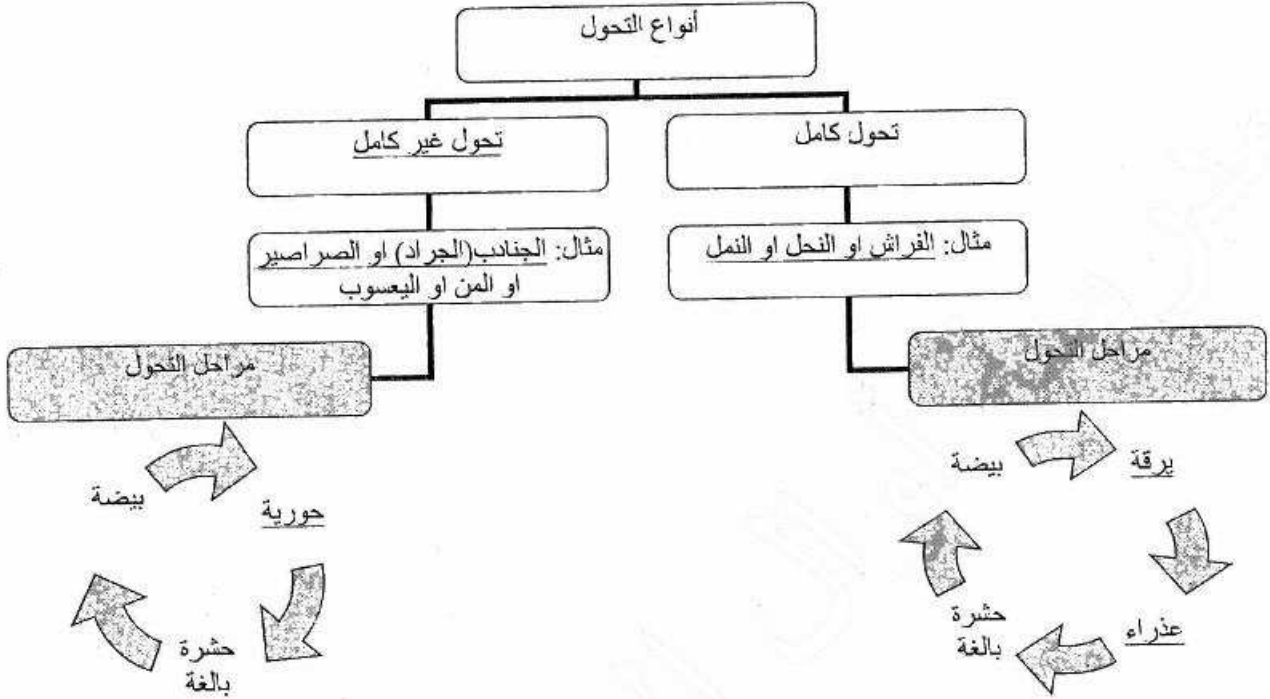 أنواع التحول
تحول كامل
تحول غير كامل
مثال: الفراش او النحل او النمل
مثال: الجنادب(الجراد) او الصراصير
او المن او اليعسوب
مراحل التحول
مراحل التحول
بيضة
يرقة
عذراء
حشرة
بالغة
بيضة
حورية
حشرة
بالغة